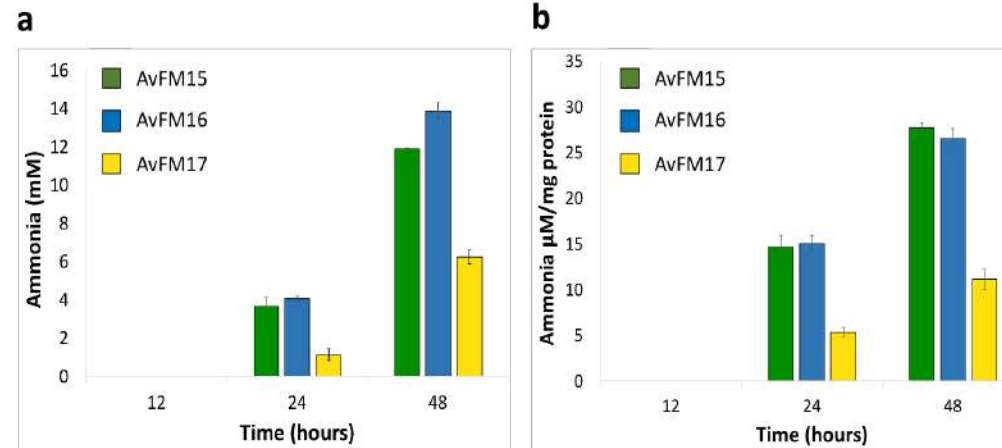 a
16
14
12
10
8
6
4
2
0
Ammonia (mM)
AvFM15
AvFM16
AvFM17
12 24 48
Time (hours)
b
35
30
25
20
15
10
5
0
Ammonia µM/mg protein
AvFM15
AvFM16
AvFM17
12 24 48
Time (hours)